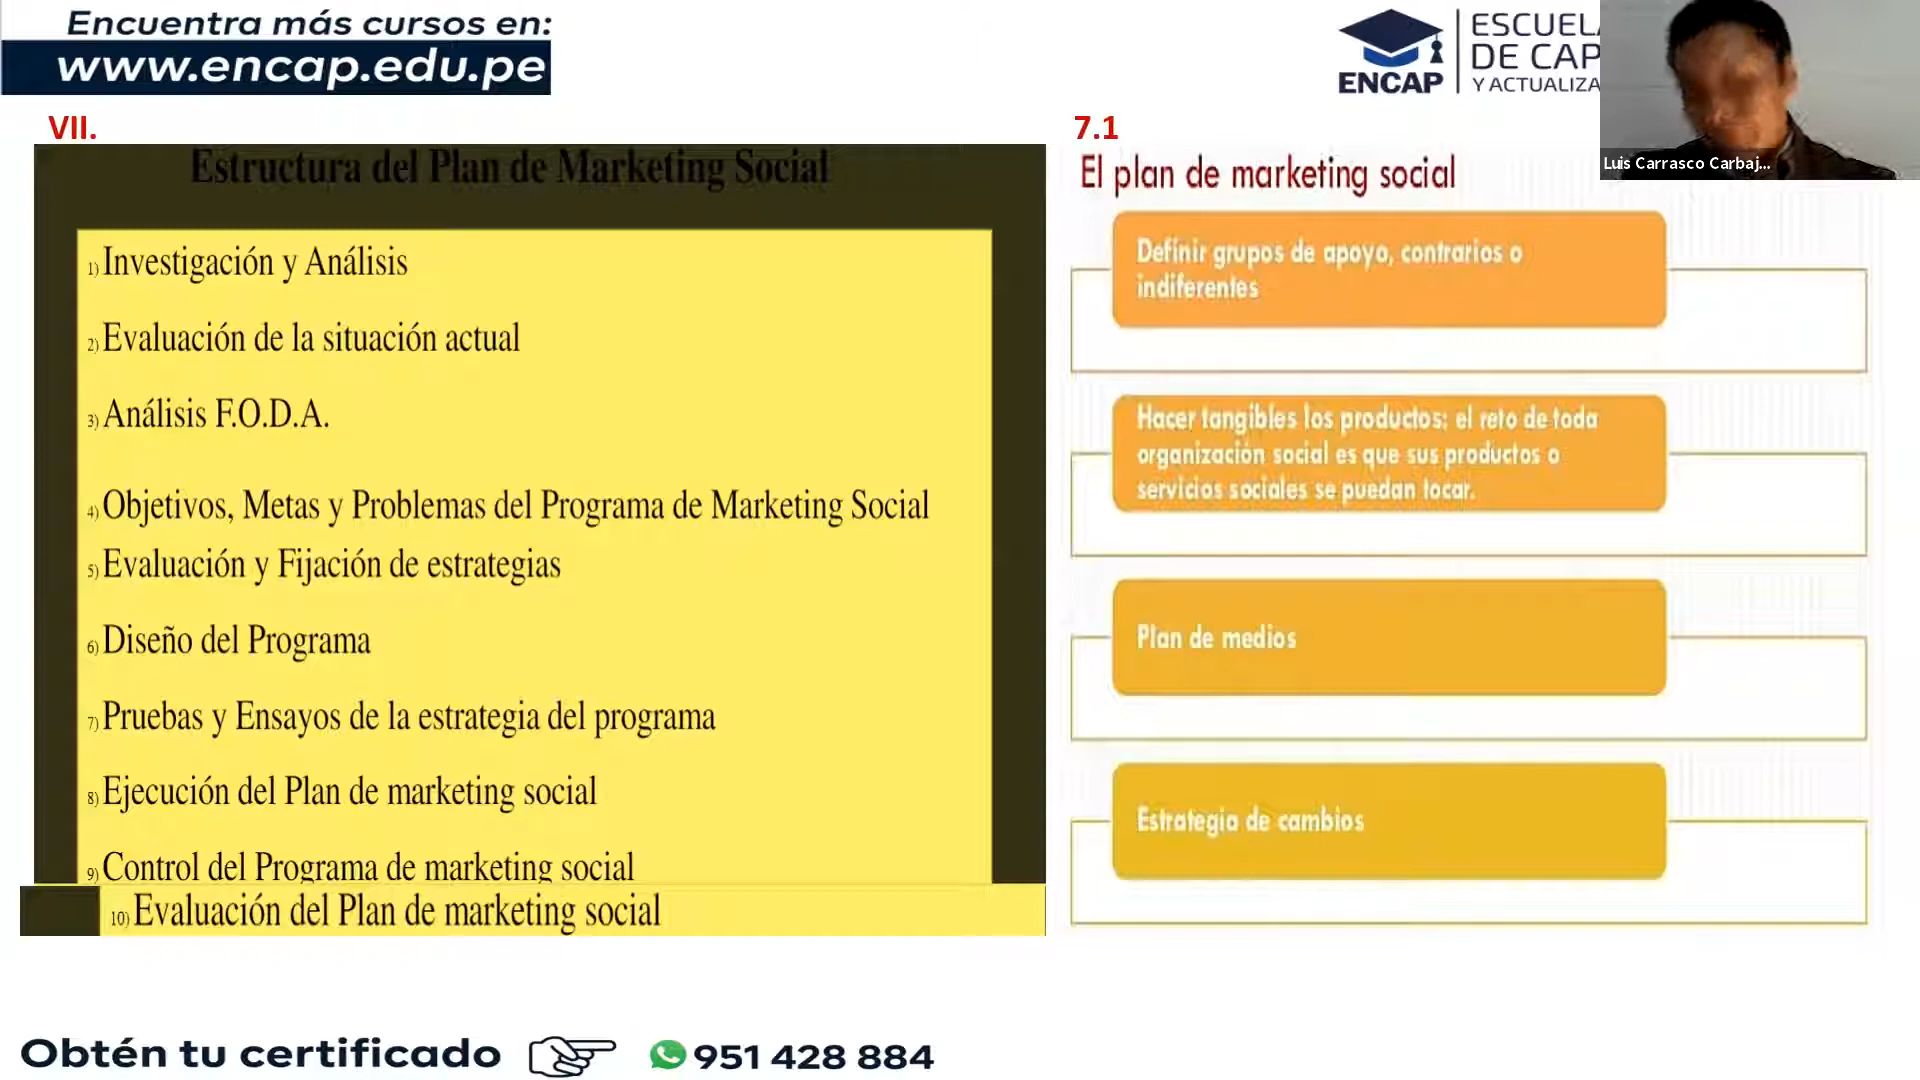 Encuentra más cursos en:
www.encap.edu.pe
ENCAP
ESCUEL
DE CAP
Y ACTUALIZA
Luis Carrasco Carbaj...
VII.
Estructura del Plan de Marketing Social
1) Investigación y Análisis
2) Evaluación de la situación actual
3) Análisis F.O.D.A.
4) Objetivos, Metas y Problemas del Programa de Marketing Social
5) Evaluación y Fijación de estrategias
6) Diseño del Programa
7) Pruebas y Ensayos de la estrategia del programa
8) Ejecución del Plan de marketing social
9) Control del Programa de marketing social
10) Evaluación del Plan de marketing social
7.1
El plan de marketing social
Definir grupos de apoyo, contrarios o
indiferentes
Hacer tangibles los productos: el reto de toda
organización social es que sus productos o
servicios sociales se puedan tocar.
Plan de medios
Estrategia de cambios
Obtén tu certificado
951 428 884